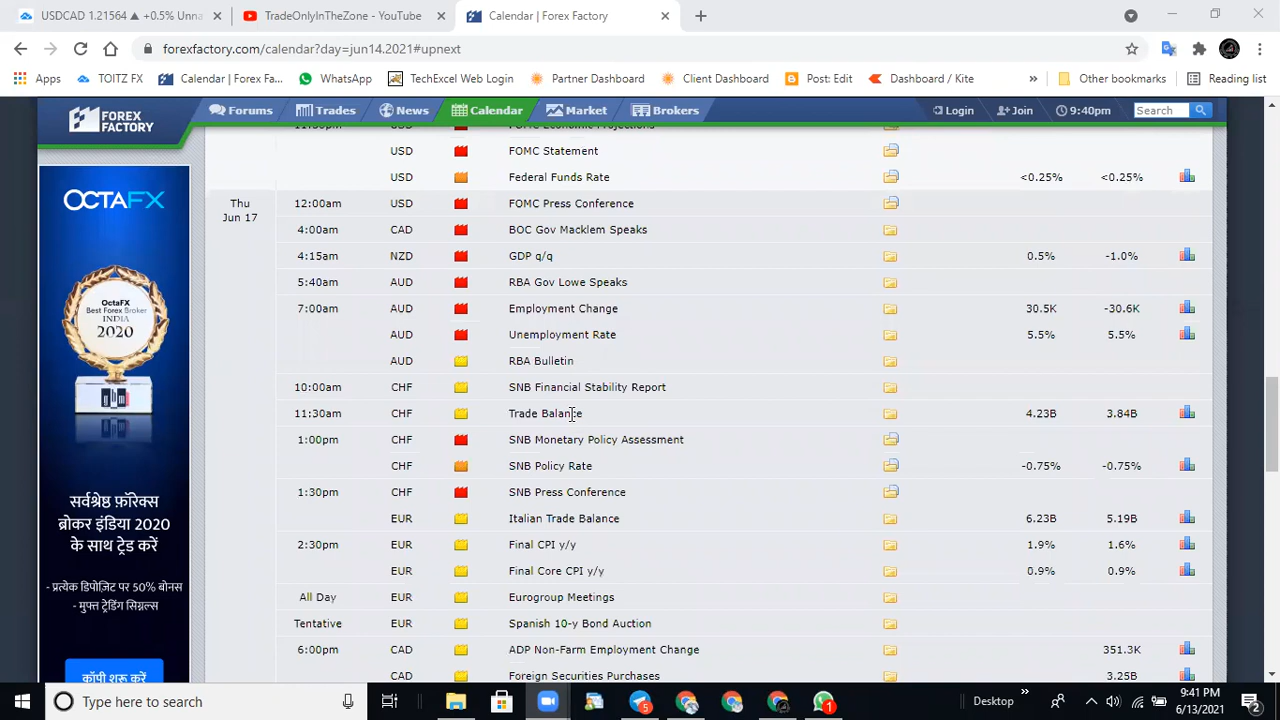 USDCAD 1.21564 ▲ +0.5% Unna
TradeOnlyInTheZone - YouTube
Calendar | Forex Factory
forexfactory.com/calendar?day=jun14.2021#upnext
Apps
TOITZ FX
Calendar | Forex Fa...
WhatsApp
TechExcel Web Login
Partner Dashboard
Client Dashboard
Post: Edit
Dashboard / Kite
»
Other bookmarks
Reading list
FOREX
FACTORY
Forums
Trades
News
Calendar
Market
Brokers
Login
Join
9:40pm
Search
USD FOMC Economic Projections
USD FOMC Statement
USD Federal Funds Rate <0.25% <0.25%
Thu
Jun 17
12:00am USD FOMC Press Conference
4:00am CAD BOC Gov Macklem Speaks
4:15am NZD GDP q/q 0.5% -1.0%
5:40am AUD RBA Gov Lowe Speaks
7:00am AUD Employment Change 30.5K -30.6K
AUD Unemployment Rate 5.5% 5.5%
AUD RBA Bulletin
10:00am CHF SNB Financial Stability Report
11:30am CHF Trade Balance 4.23B 3.84B
1:00pm CHF SNB Monetary Policy Assessment
CHF SNB Policy Rate -0.75% -0.75%
1:30pm CHF SNB Press Conference
EUR Italian Trade Balance 6.23B 5.19B
2:30pm EUR Final CPI y/y 1.9% 1.6%
EUR Final Core CPI y/y 0.9% 0.9%
All Day EUR Eurogroup Meetings
Tentative EUR Spanish 10-y Bond Auction
6:00pm CAD ADP Non-Farm Employment Change 351.3K
CAD Foreign Securities Purchases 3.25B
OCTAFX
OctaFX
Best Forex Broker
INDIA
2020
gbm
सर्वश्रेष्ठ फ़ॉरेक्स
ब्रोकर इंडिया 2020
के साथ ट्रेड करें
- प्रत्येक डिपोज़िट पर 50% बोनस
- मुफ्त ट्रेडिंग सिग्नल्स
कॉपी शुरू करें
Type here to search
5
1
Desktop
»
9:41 PM
6/13/2021
2